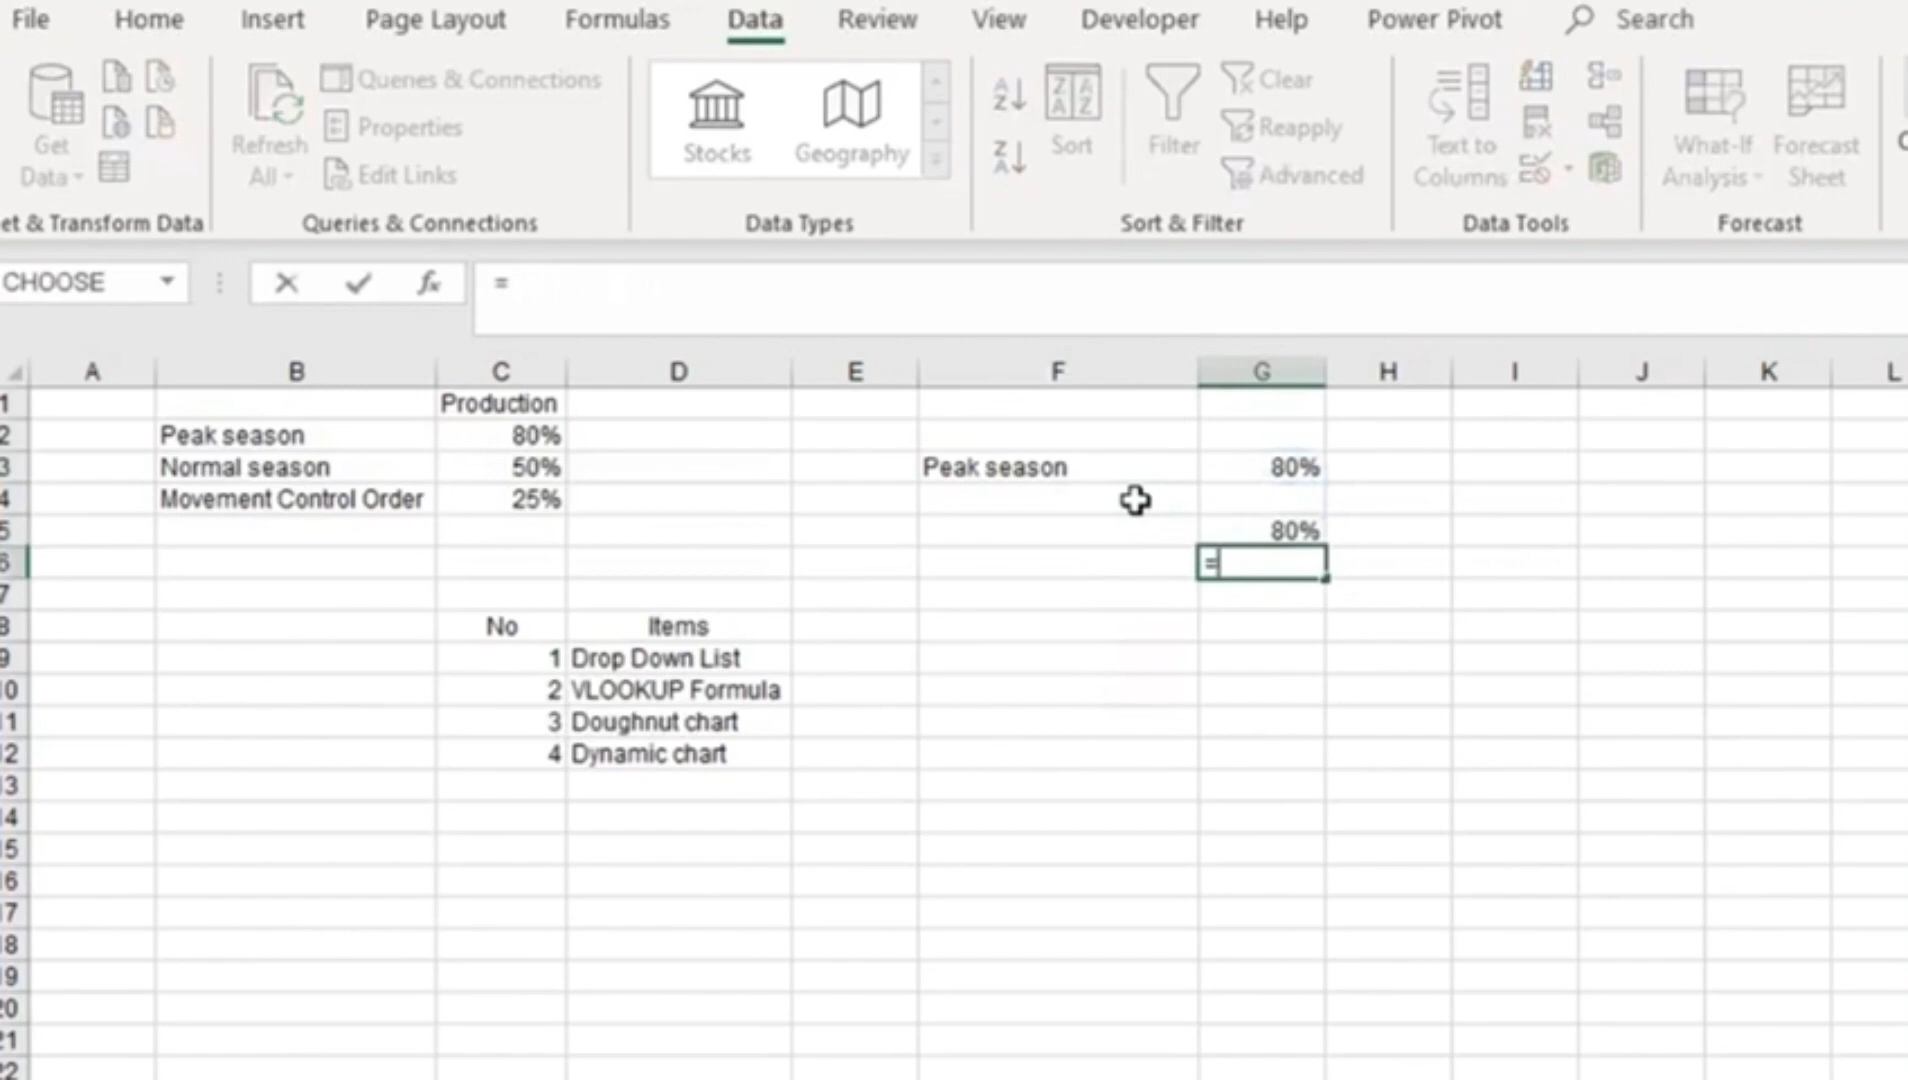 File Home Insert Page Layout Formulas Data Review View Developer Help Power Pivot Search
Get Data
Refresh All
Queries & Connections
Properties
Edit Links
Stocks
Geography
Sort
Filter
Clear
Reapply
Advanced
Text to Columns
What-If Analysis
Forecast Sheet
et & Transform Data Queries & Connections Data Types Sort & Filter Data Tools Forecast
CHOOSE fx =
A B C D E F G H I J K L
1 Production
2 Peak season 80%
3 Normal season 50% Peak season 80%
4 Movement Control Order 25%
5 80%
6 =
7
8 No Items
9 1 Drop Down List
10 2 VLOOKUP Formula
11 3 Doughnut chart
12 4 Dynamic chart
13
14
15
16
17
18
19
20
21
22